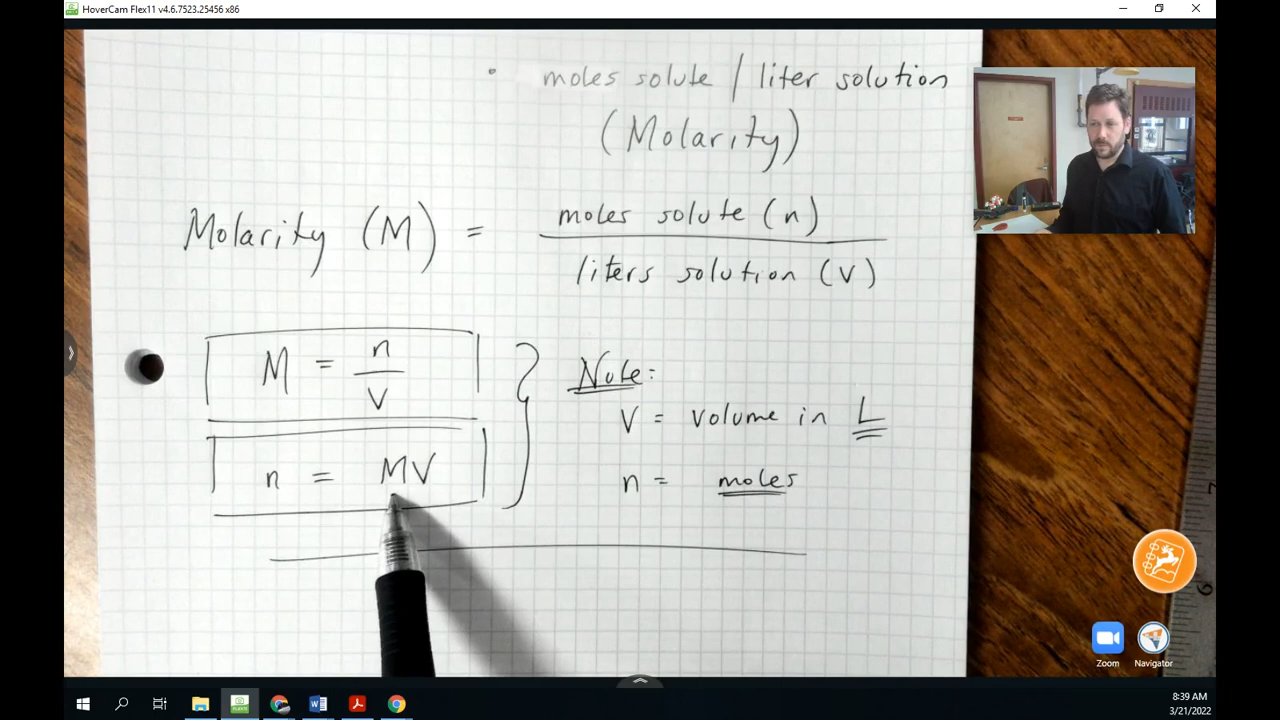 HoverCam Flex11 v4.6.7523.25456 x86
• moles solute / liter solution
(Molarity)
Molarity (M) = moles solute (n)
liters solution (V)
M = n
V
n = MV
Note:
V = volume in L
n = moles
Zoom
Navigator
8:39 AM
3/21/2022